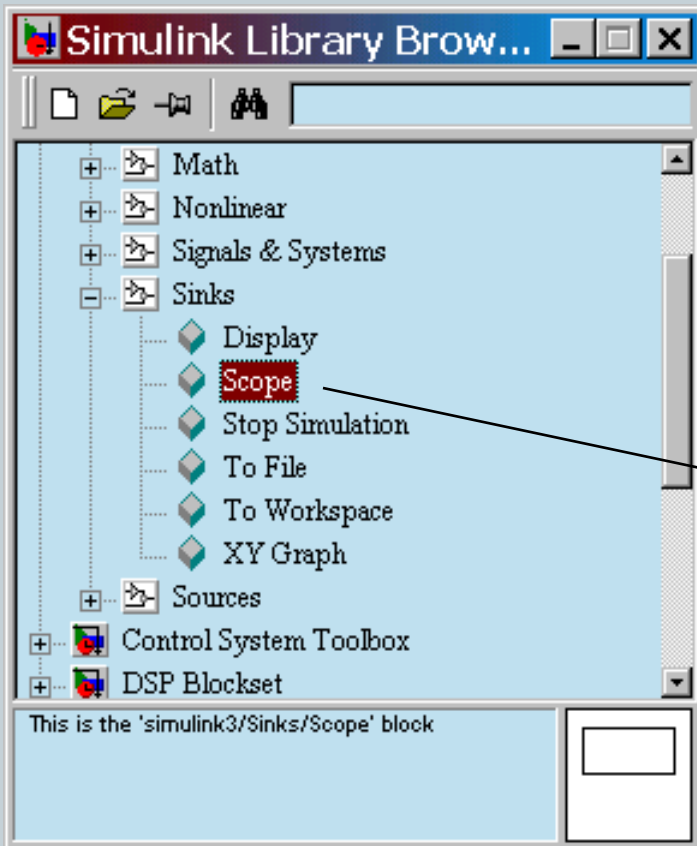 Simulink Library Brow...
Math
Nonlinear
Signals & Systems
Sinks
Display
Scope
Stop Simulation
To File
To Workspace
XY Graph
Sources
Control System Toolbox
DSP Blockset
This is the 'simulink3/Sinks/Scope' block